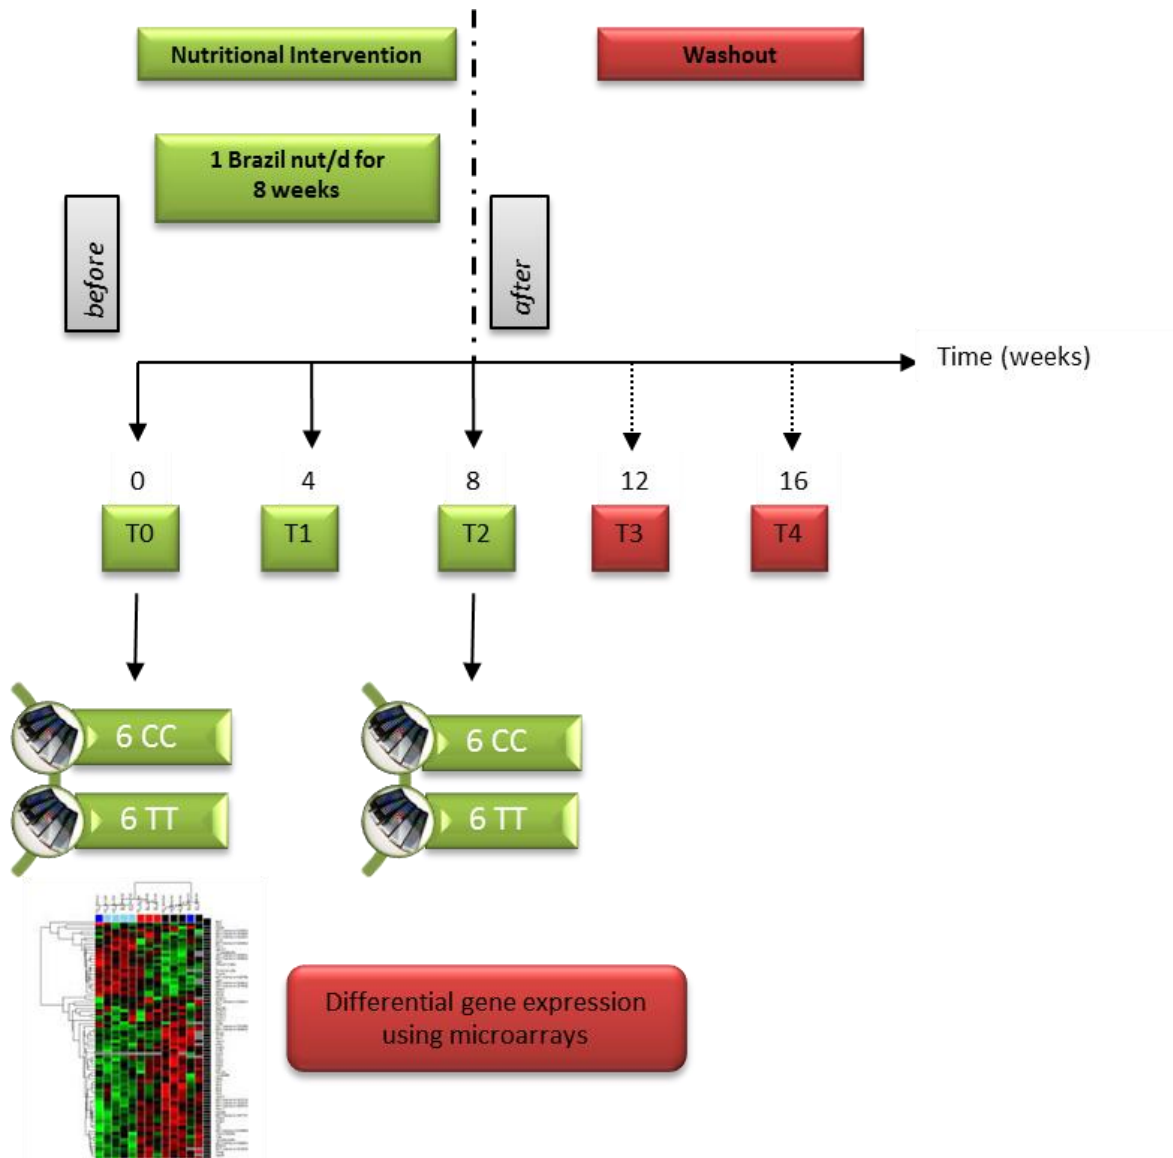 Nutritional Intervention
Washout
1 Brazil nut/d for
8 weeks
before
after
Time (weeks)
0
4
8
12
16
T0
T1
T2
T3
T4
6 CC
6 CC
6 TT
6 TT
Differential gene expression
using microarrays